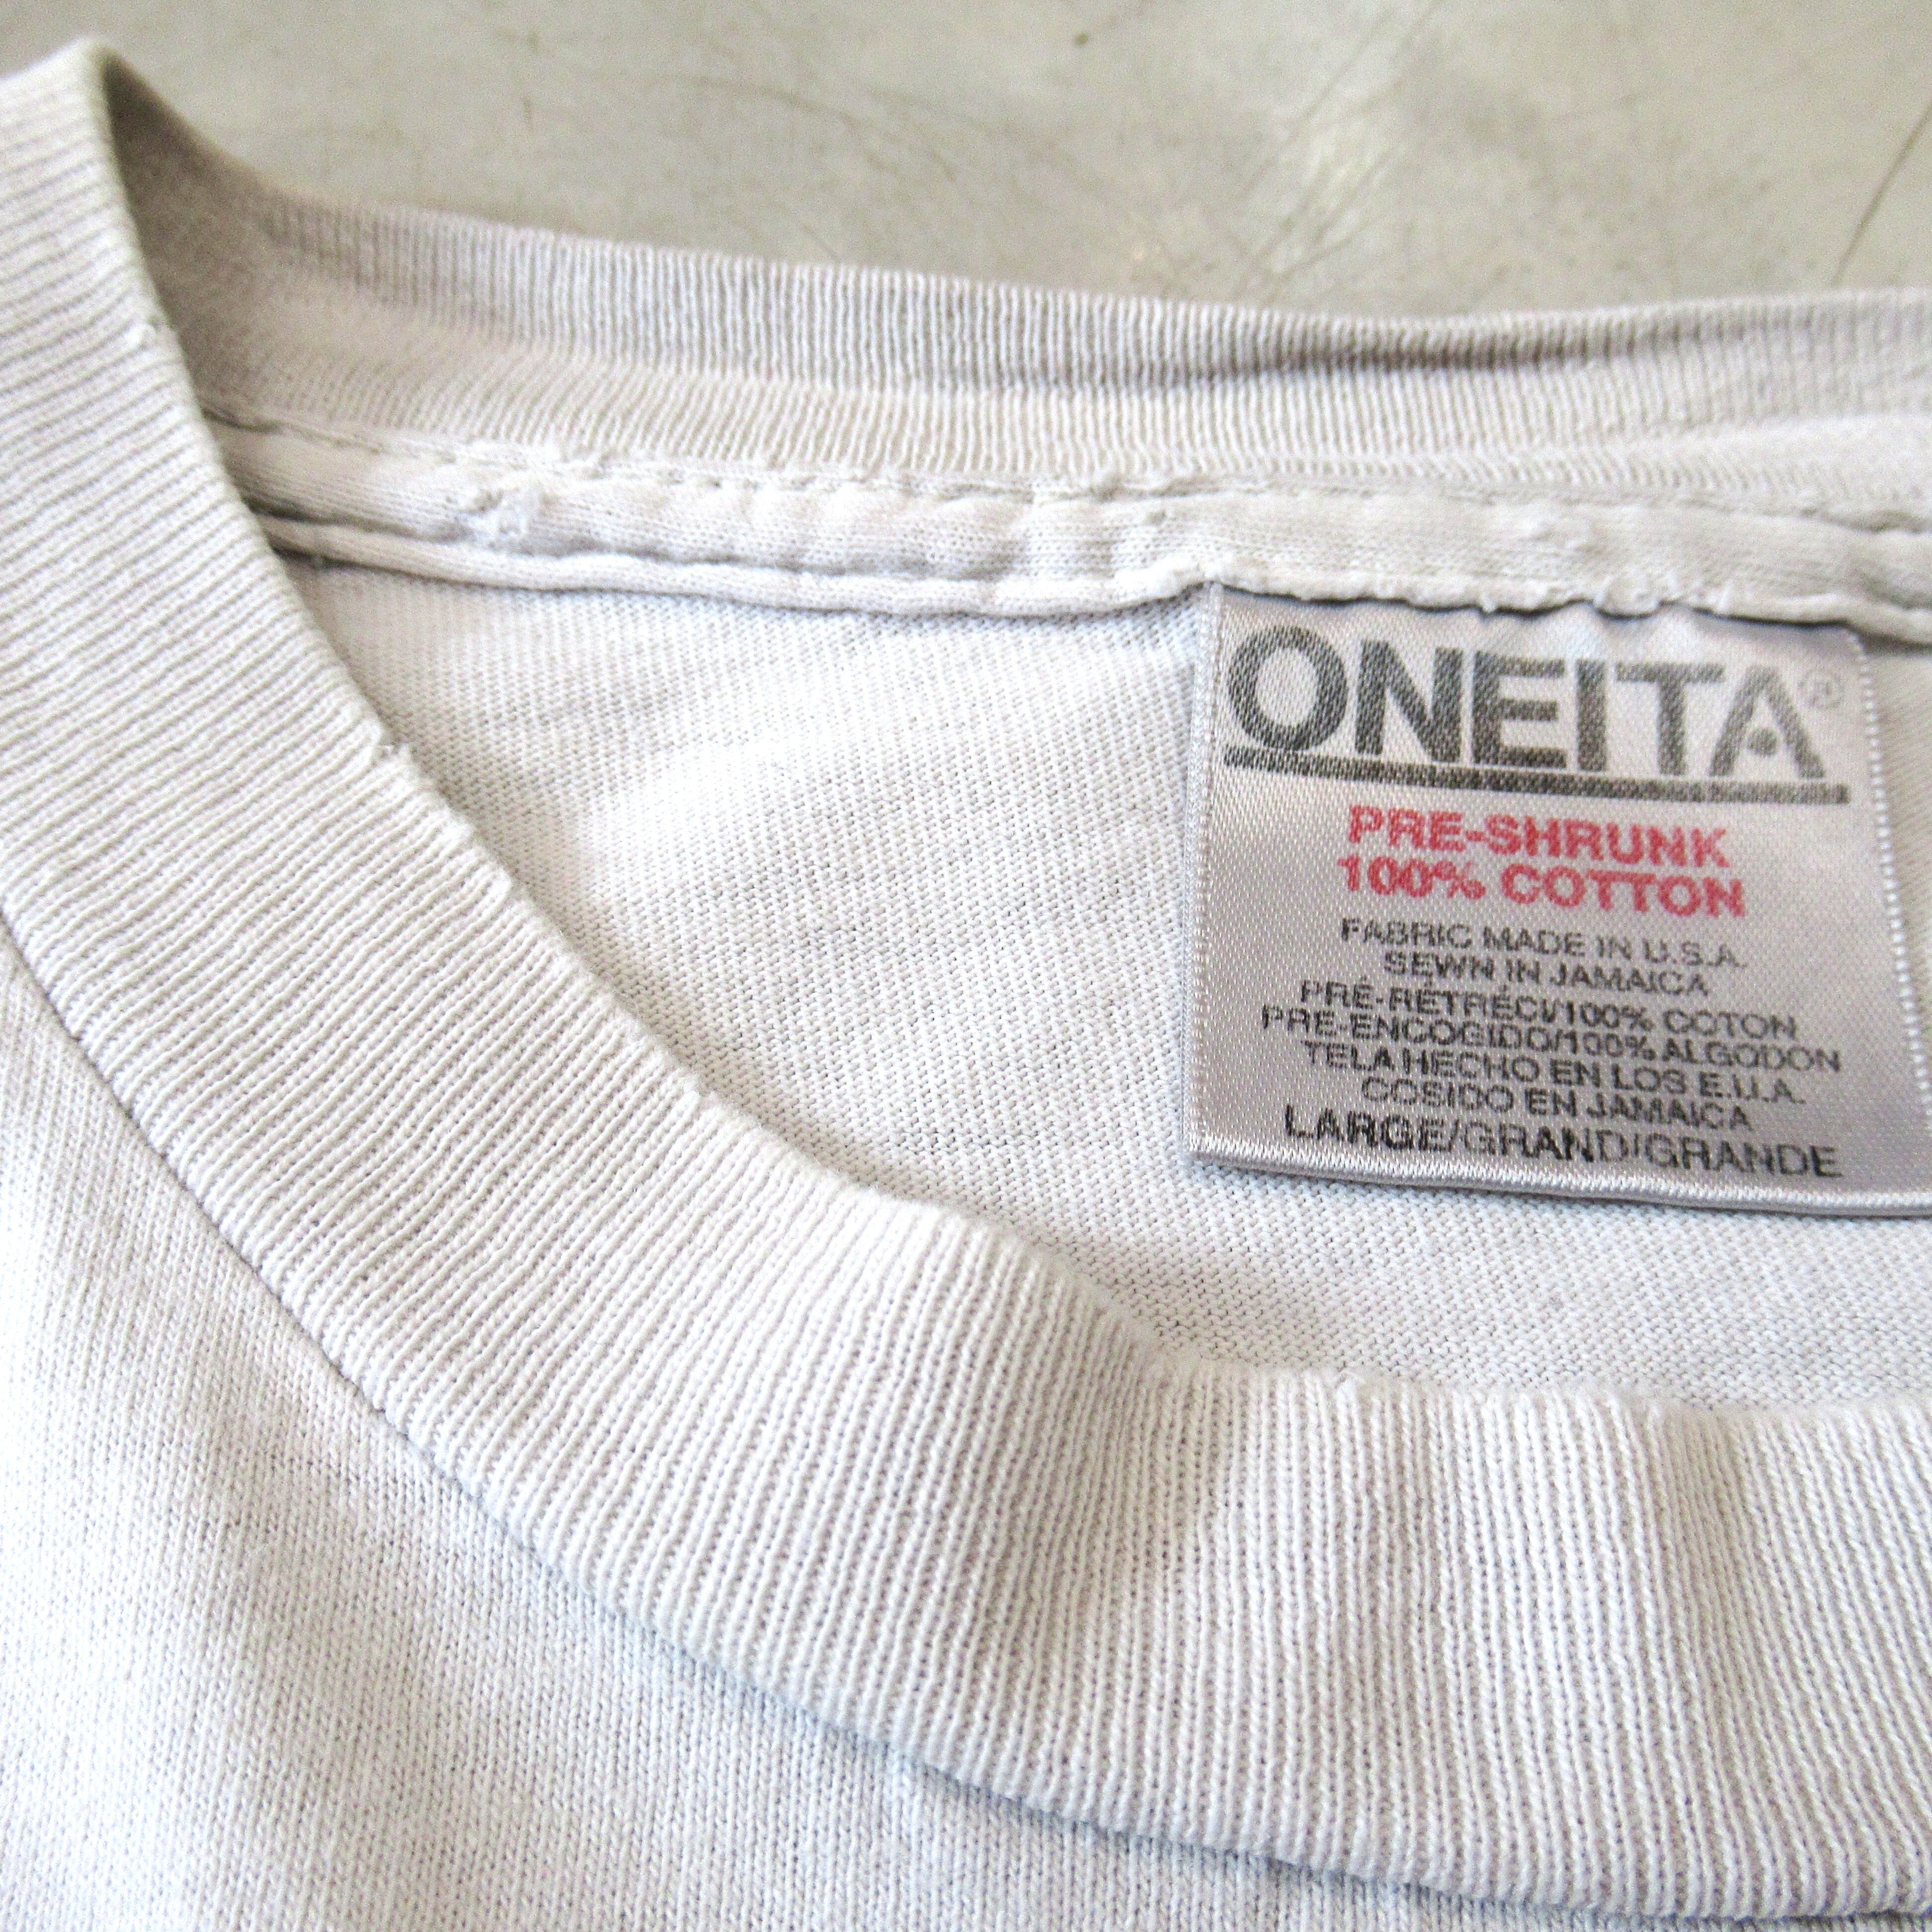 ONEITA®
PRE-SHRUNK
100% COTTON
FABRIC MADE IN U.S.A.
SEWN IN JAMAICA
PRÉ-RÉTRÉCI/100% COTON
PRE-ENCOGIDO/100% ALGODON
TELA HECHO EN LOS E.U.A.
COSIDO EN JAMAICA
LARGE/GRAND/GRANDE